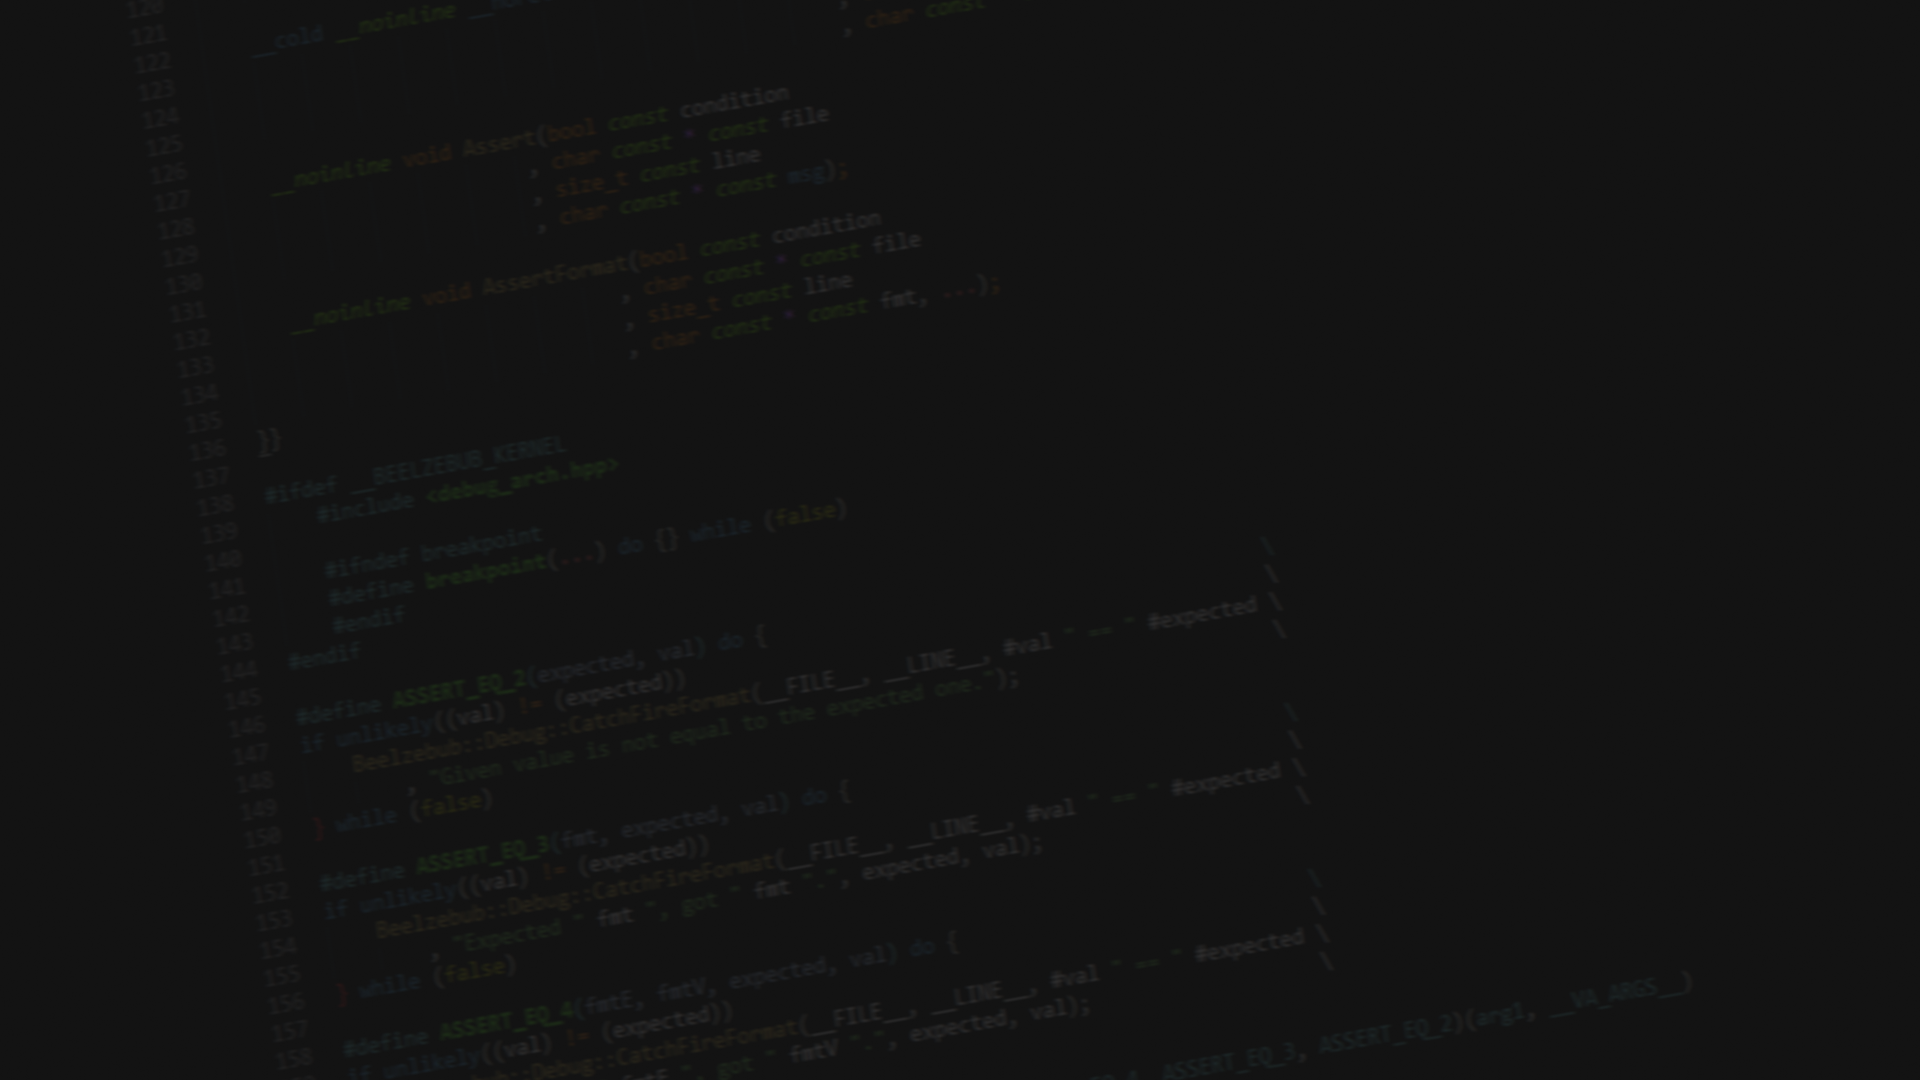 120
121 __cold __noinline
122 , char const
123
124
125
126 __noinline void Assert(bool const condition
127 , char const * const file
128 , size_t const line
129 , char const * const msg);
130
131 __noinline void AssertFormat(bool const condition
132 , char const * const file
133 , size_t const line
134 , char const * const fmt, ...);
135
136 }}
137
138 #ifdef __BEELZEBUB_KERNEL
139 #include <debug_arch.hpp>
140
141 #ifndef breakpoint
142 #define breakpoint(...) do {} while (false)
143 #endif
144 #endif
145
146 #define ASSERT_EQ_2(expected, val) do { \
147 if unlikely((val) != (expected)) \
148 Beelzebub::Debug::CatchFireFormat(__FILE__, __LINE__, #val " == " #expected \
149 , "Given value is not equal to the expected one."); \
150 } while (false)
151
152 #define ASSERT_EQ_3(fmt, expected, val) do { \
153 if unlikely((val) != (expected)) \
154 Beelzebub::Debug::CatchFireFormat(__FILE__, __LINE__, #val " == " #expected \
155 , "Expected " fmt ", got " fmt ".", expected, val); \
156 } while (false)
157
158 #define ASSERT_EQ_4(fmtE, fmtV, expected, val) do { \
if unlikely((val) != (expected)) \
::Debug::CatchFireFormat(__FILE__, __LINE__, #val " == " #expected \
fmtE ", got " fmtV ".", expected, val); \
ASSERT_EQ_3, ASSERT_EQ_2)(arg1, __VA_ARGS__)